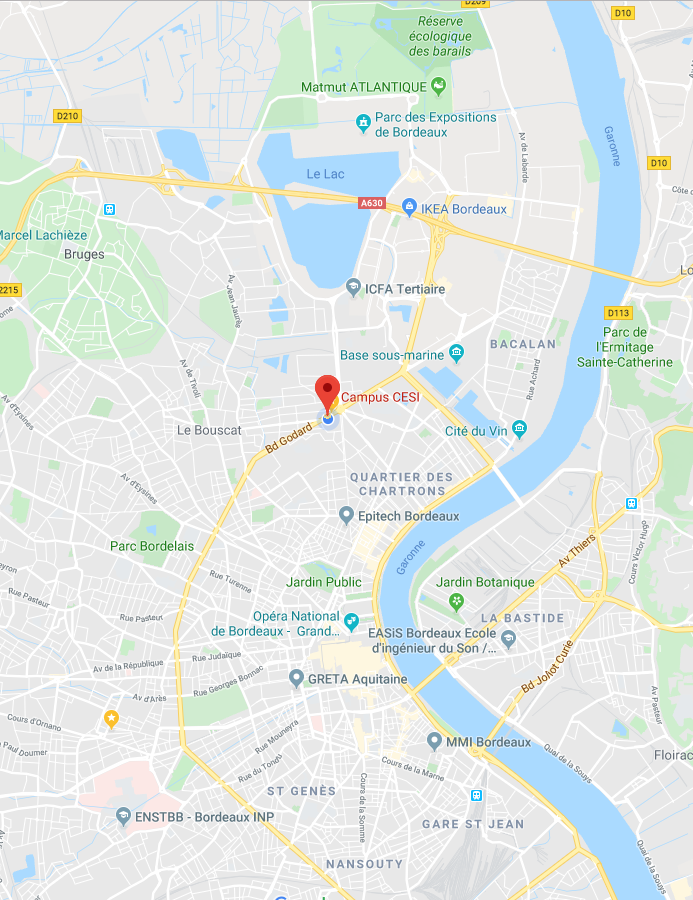 D209
D10
Réserve
écologique
des barails
Matmut ATLANTIQUE
D210
Parc des Expositions
de Bordeaux
Garonne
Av. de Labarde
D10
Le Lac
Côte d
A630
IKEA Bordeaux
Marcel Lachièze
Bruges
Lo
2215
ICFA Tertiaire
Av Jean Jaurès
D113
Parc de
l'Ermitage
Sainte-Catherine
BACALAN
Base sous-marine
Rue Achard
Av de Tivoli
Campus CESI
Av d'Eysines
Le Bouscat
Bd Godard
Cité du Vin
QUARTIER DES
CHARTRONS
Av d'Eysines
Epitech Bordeaux
Cours Victor Hugo
Parc Bordelais
Garonne
Av Thiers
Rue Turenne
Jardin Public
Jardin Botanique
Rue Pasteur
Rue Pasteur
Opéra National
de Bordeaux - Grand...
LA BASTIDE
EASiS Bordeaux Ecole
d'ingénieur du Son /...
Rue Judaïque
Av de la République
Bd Joliot Curie
GRETA Aquitaine
Rue Georges Bonnac
Av d'Arès
Av Pasteur
Cours d'Ornano
Rue Mouneyra
MMI Bordeaux
Paul Doumer
Quai de la Souys
Floirac
Rue du Tondu
Cours de la Marne
ST GENÈS
Cours de la Somme
ENSTBB - Bordeaux INP
GARE ST JEAN
Quai de la Souys
NANSOUTY